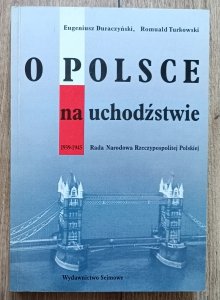 Eugeniusz Duraczyński, Romuald Turkowski
O POLSCE
na uchodźstwie
1939-1945 Rada Narodowa Rzeczypospolitej Polskiej
Wydawnictwo Sejmowe